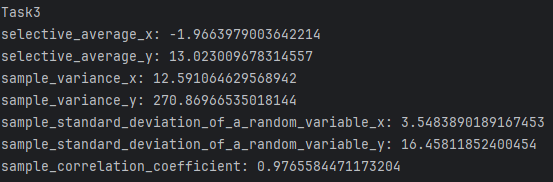 Task3
selective_average_x: -1.9663979003642214
selective_average_y: 13.023009678314557
sample_variance_x: 12.591064629568942
sample_variance_y: 270.86966535018144
sample_standard_deviation_of_a_random_variable_x: 3.5483890189167453
sample_standard_deviation_of_a_random_variable_y: 16.45811852400454
sample_correlation_coefficient: 0.9765584471173204